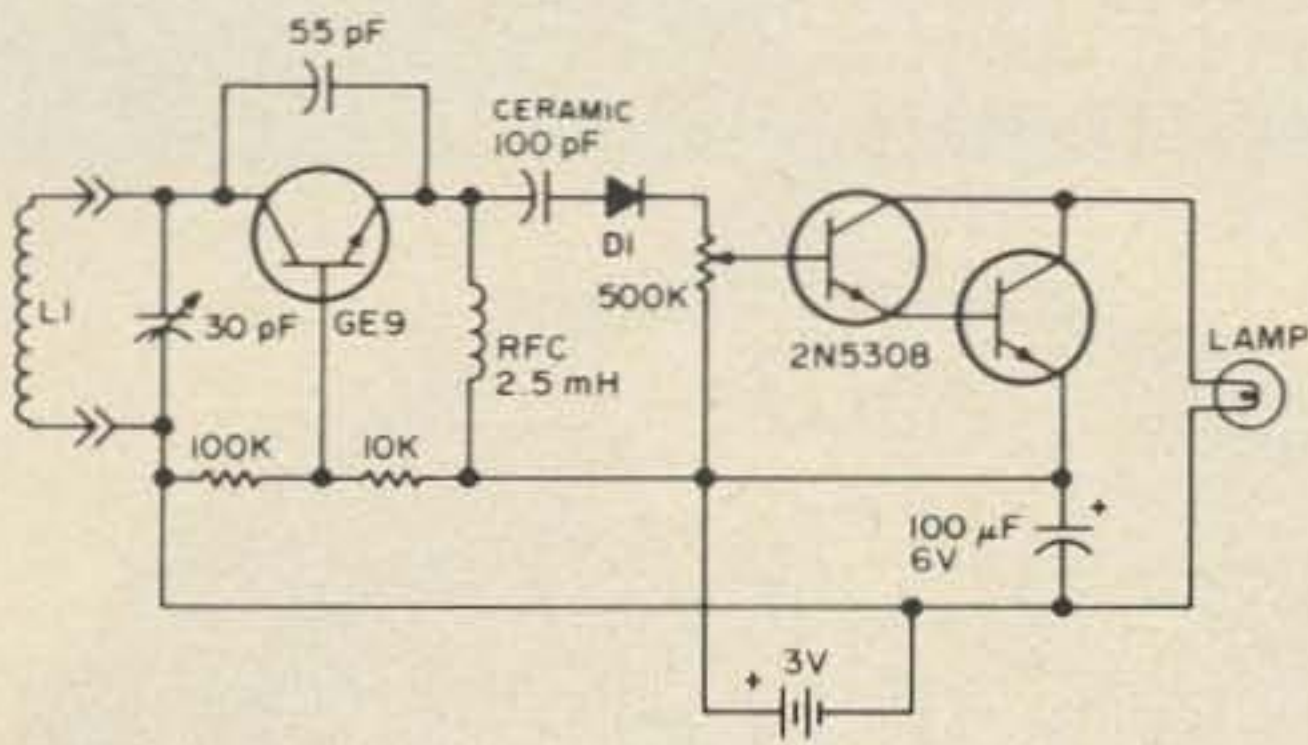 55 pF
CERAMIC
100 pF
D1
L1
30 pF
GE9
RFC
2.5 mH
500K
2N5308
LAMP
100K
10K
100 μF
6V
+
+
3V